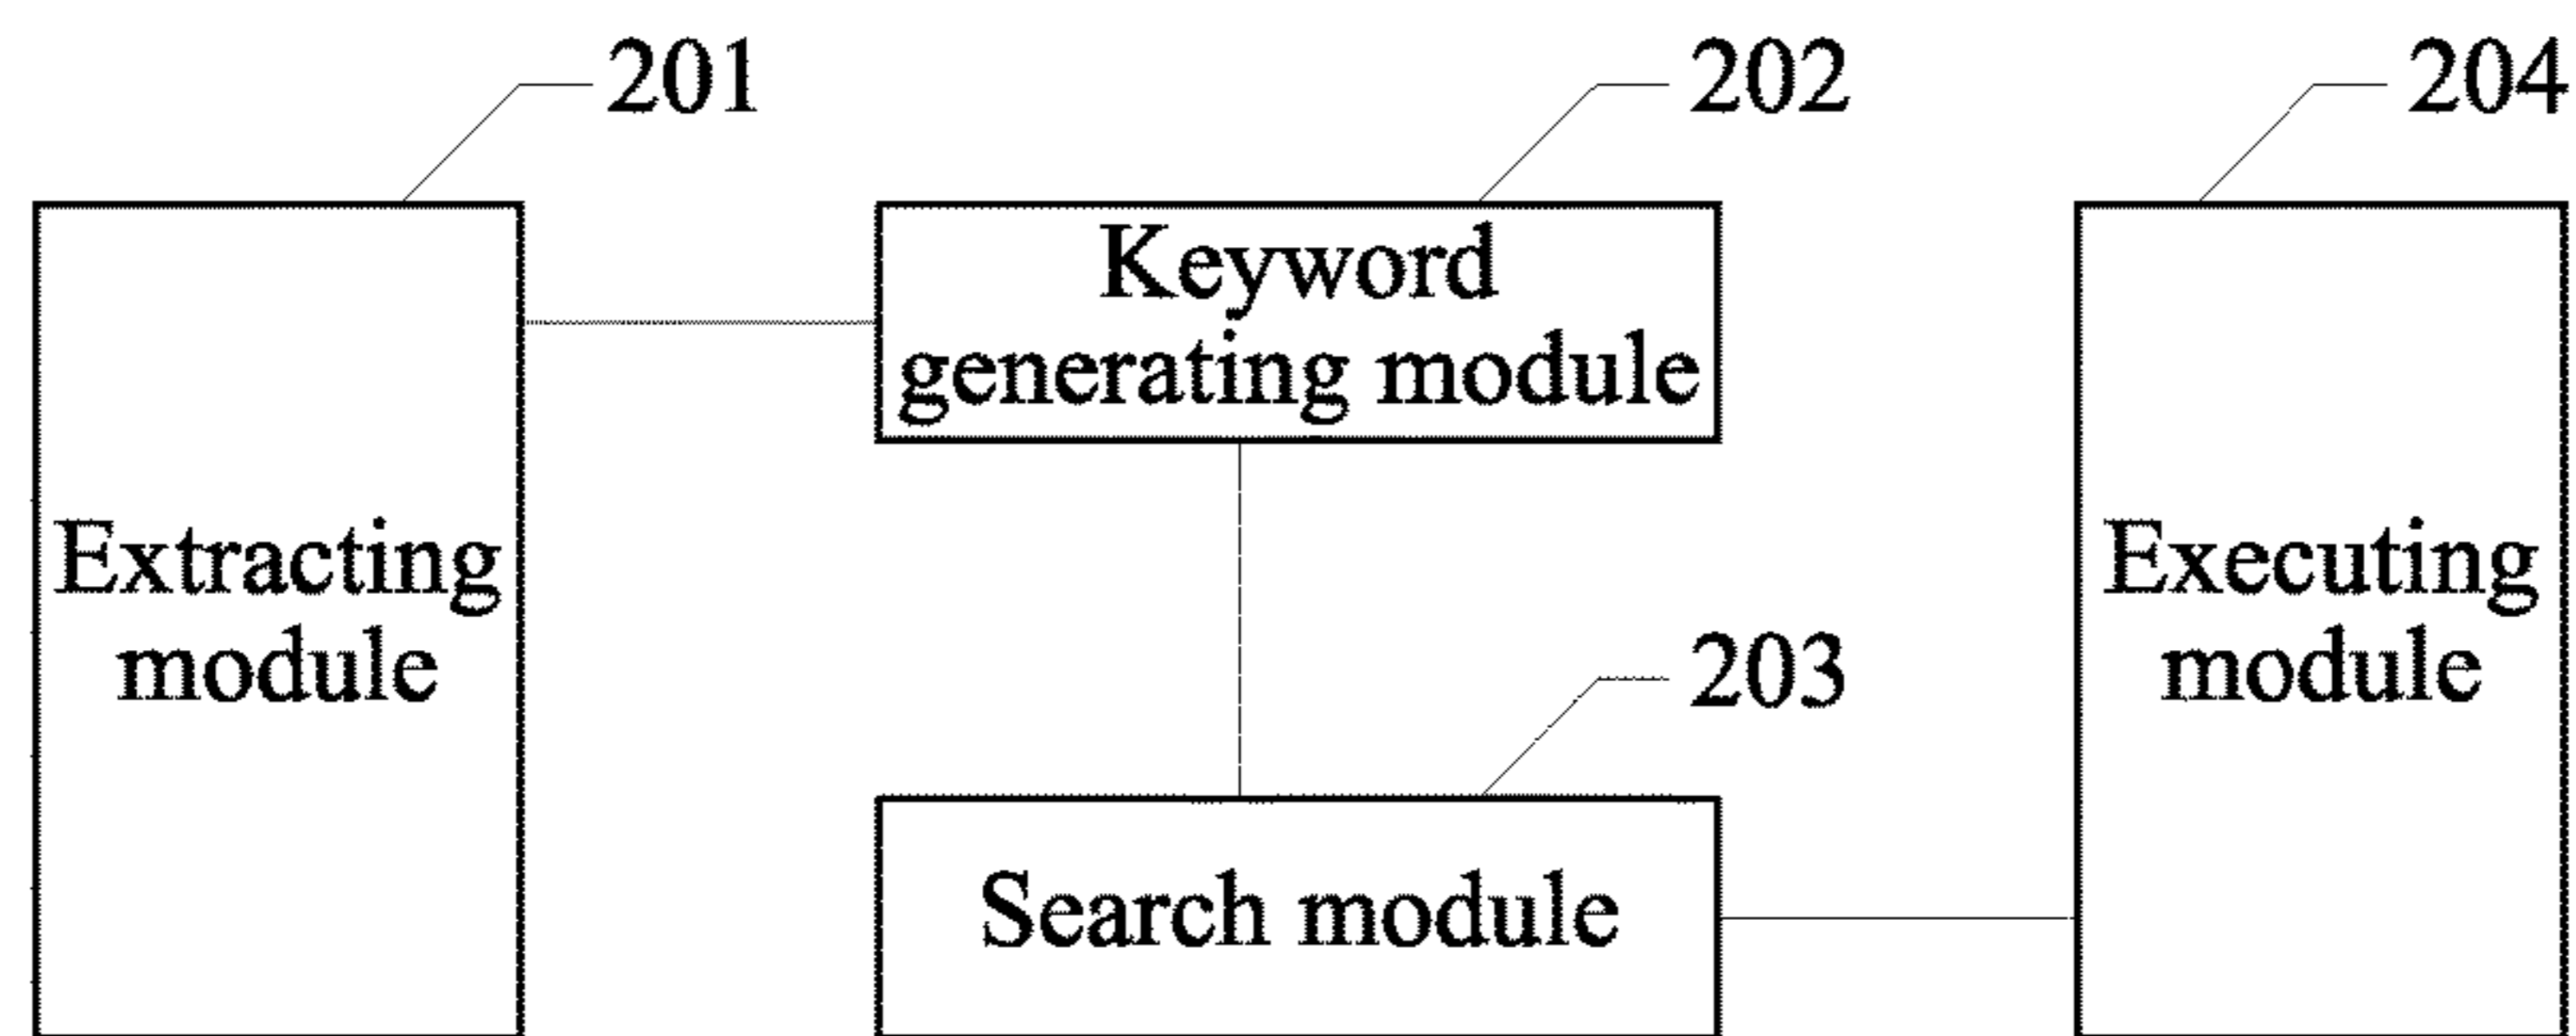 201
202
204
Keyword
generating module
Extracting
module
Executing
module
203
Search module